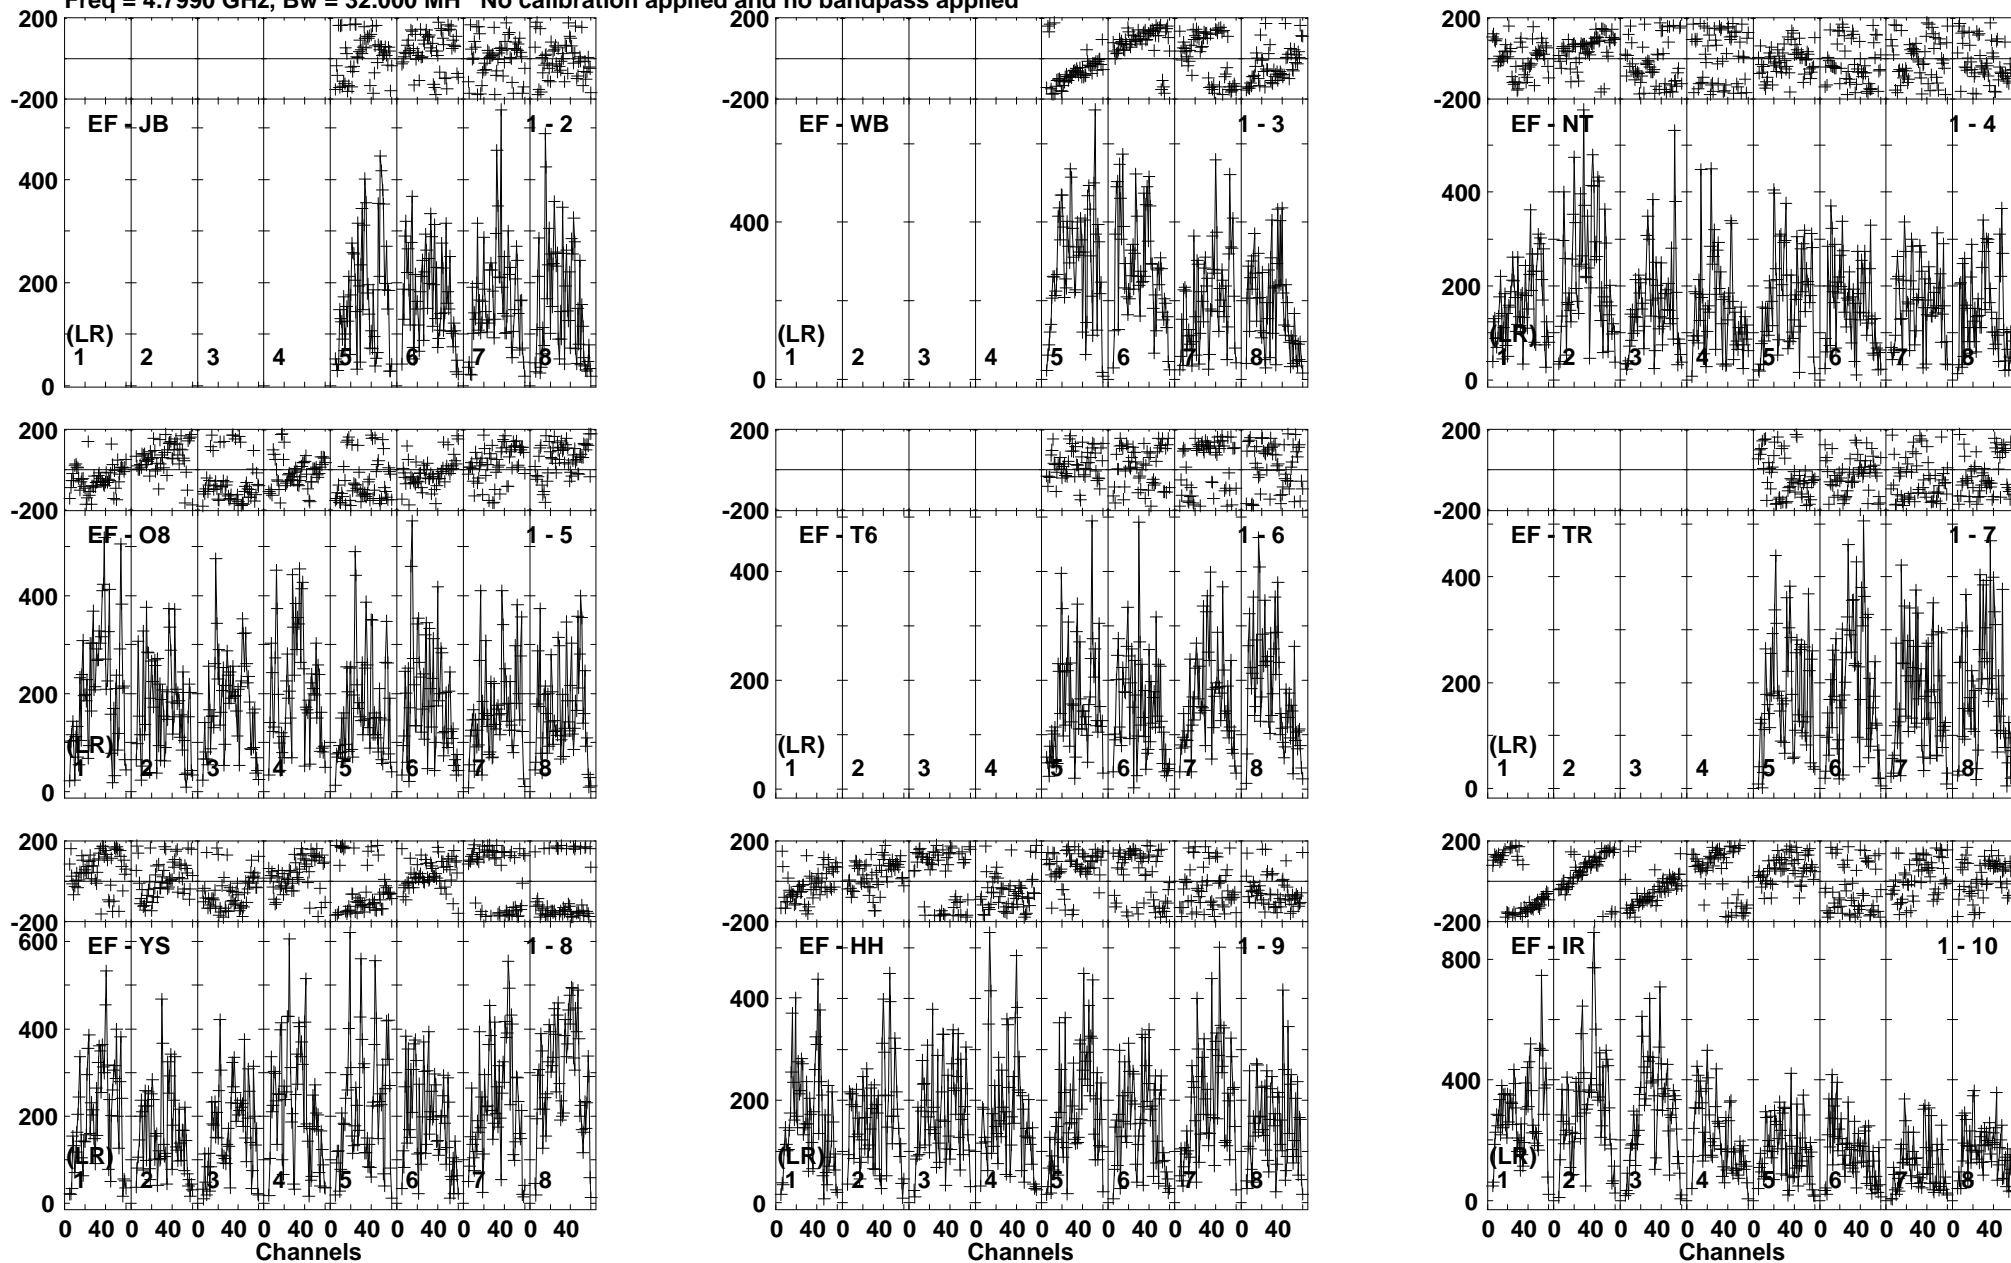 Freq = 4.7990 GHz, Bw = 32.000 MH No calibration applied and no bandpass applied
200
-200
EF - JB 1 - 2
400
200
0
(LR)
1 2 3 4 5 6 7 8
200
-200
EF - WB 1 - 3
400
0
(LR)
1 2 3 4 5 6 7 8
200
-200
EF - NT 1 - 4
400
200
0
(LR)
1 2 3 4 5 6 7 8
200
-200
EF - O8 1 - 5
400
200
0
(LR)
1 2 3 4 5 6 7 8
200
-200
EF - T6 1 - 6
400
200
0
(LR)
1 2 3 4 5 6 7 8
200
-200
EF - TR 1 - 7
400
200
0
(LR)
1 2 3 4 5 6 7 8
200
-200
600
EF - YS 1 - 8
400
200
0
(LR)
1 2 3 4 5 6 7 8
0 40 0 40 0 40 0 40 0 40 0 40 0 40 0 40
Channels
200
-200
EF - HH 1 - 9
400
200
0
(LR)
1 2 3 4 5 6 7 8
0 40 0 40 0 40 0 40 0 40 0 40 0 40 0 40
200
-200
EF - IR 1 - 10
800
400
0
(LR)
1 2 3 4 5 6 7 8
0 40 0 40 0 40 0 40 0 40 0 40 0 40 0 40
Channels